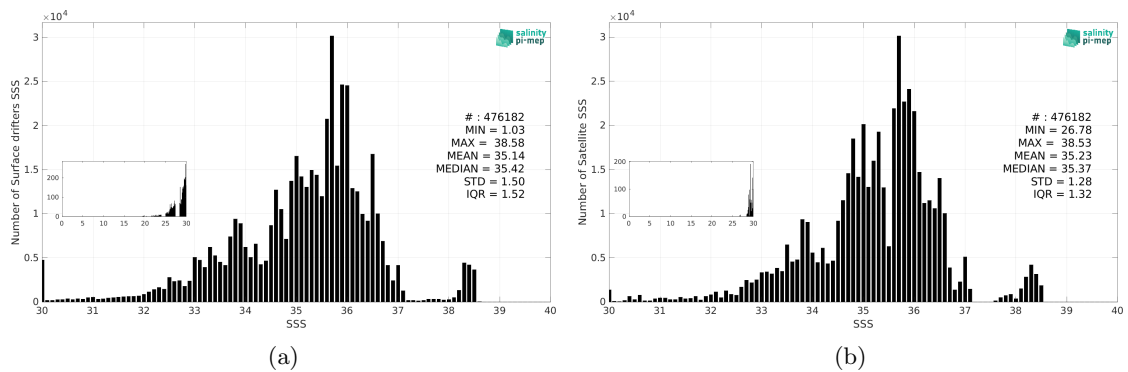 ×10⁴
3
2.5
2
1.5
1
0.5
0
Number of Surface drifters SSS
salinity
pi-mep
# : 476182
MIN = 1.03
MAX = 38.58
MEAN = 35.14
MEDIAN = 35.42
STD = 1.50
IQR = 1.52
200
100
0
0 5 10 15 20 25 30
30 31 32 33 34 35 36 37 38 39 40
SSS
(a)
×10⁴
3
2.5
2
1.5
1
0.5
0
Number of Satellite SSS
salinity
pi-mep
# : 476182
MIN = 26.78
MAX = 38.53
MEAN = 35.23
MEDIAN = 35.37
STD = 1.28
IQR = 1.32
200
150
100
50
0
0 5 10 15 20 25 30
30 31 32 33 34 35 36 37 38 39 40
SSS
(b)